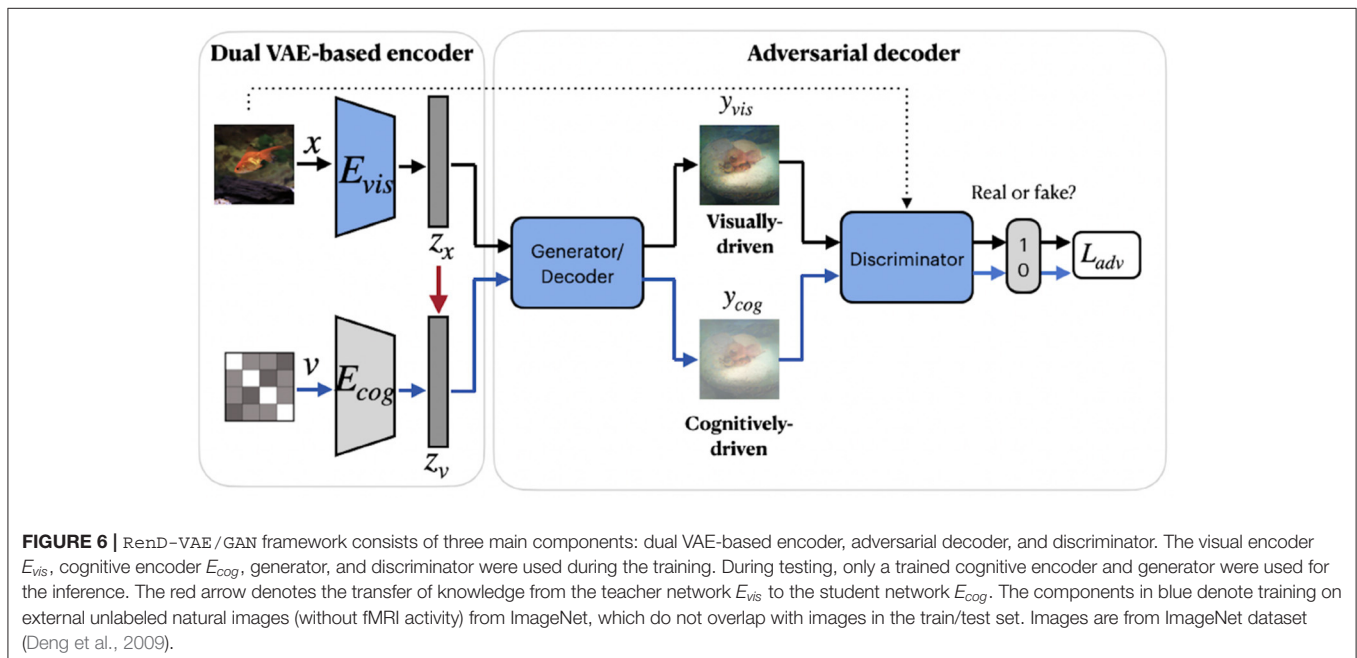 Dual VAE-based encoder
Adversarial decoder
x
E_vis
z_x
v
E_cog
z_v
Generator/
Decoder
y_vis
Visually-
driven
y_cog
Cognitively-
driven
Discriminator
Real or fake?
1
0
L_adv
FIGURE 6 | RenD-VAE/GAN framework consists of three main components: dual VAE-based encoder, adversarial decoder, and discriminator. The visual encoder
E_vis, cognitive encoder E_cog, generator, and discriminator were used during the training. During testing, only a trained cognitive encoder and generator were used for
the inference. The red arrow denotes the transfer of knowledge from the teacher network E_vis to the student network E_cog. The components in blue denote training on
external unlabeled natural images (without fMRI activity) from ImageNet, which do not overlap with images in the train/test set. Images are from ImageNet dataset
(Deng et al., 2009).